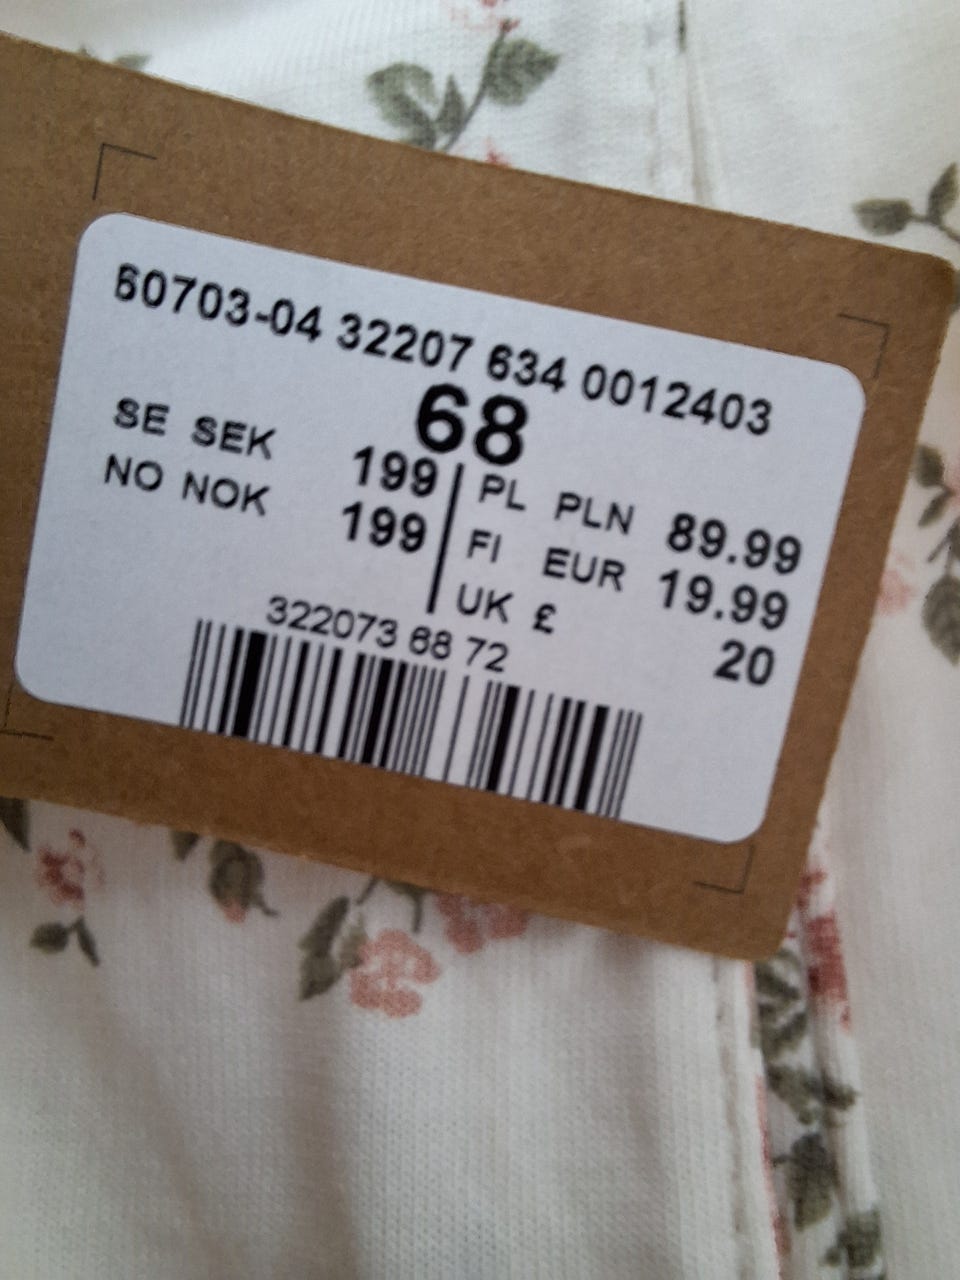 60703-04 32207 634 0012403
68
SE SEK 199
NO NOK 199
PL PLN 89.99
FI EUR 19.99
UK £ 20
322073 68 72